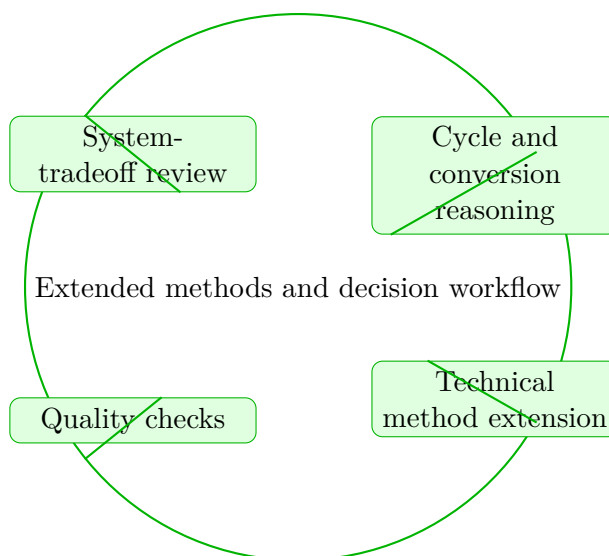 System-
tradeoff review
Cycle and
conversion
reasoning
Extended methods and decision workflow
Quality checks
Technical
method extension